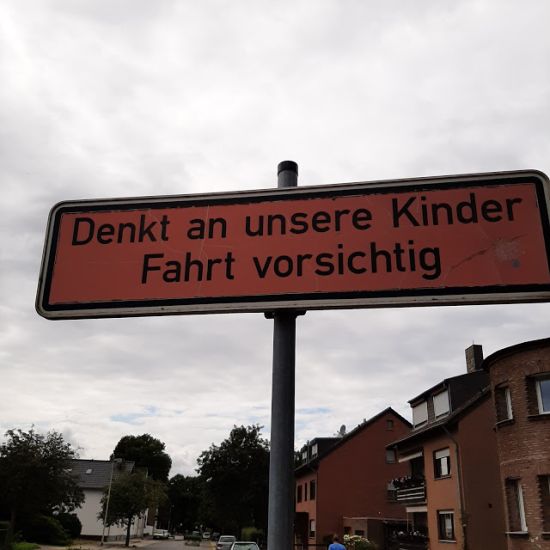 Denkt an unsere Kinder
Fahrt vorsichtig